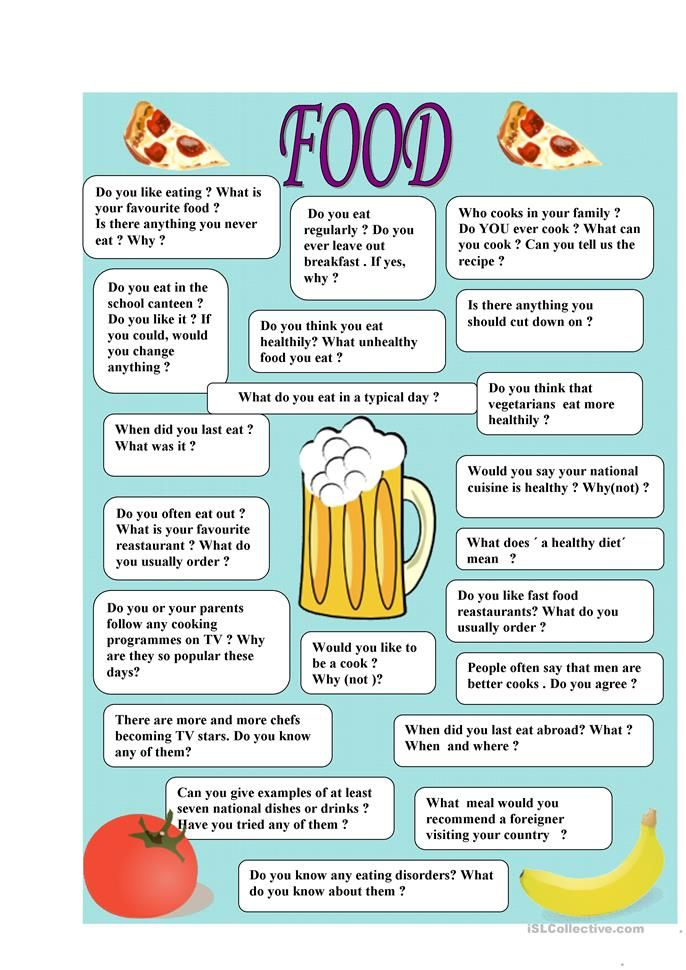 FOOD
Do you like eating ? What is
your favourite food ?
Is there anything you never
eat ? Why ?
Do you eat
regularly ? Do you
ever leave out
breakfast . If yes,
why ?
Who cooks in your family ?
Do YOU ever cook ? What can
you cook ? Can you tell us the
recipe ?
Do you eat in the
school canteen ?
Do you like it ? If
you could, would
you change
anything ?
Do you think you eat
healthily? What unhealthy
food you eat ?
Is there anything you
should cut down on ?
What do you eat in a typical day ?
Do you think that
vegetarians eat more
healthily ?
When did you last eat ?
What was it ?
Would you say your national
cuisine is healthy ? Why(not) ?
Do you often eat out ?
What is your favourite
reastaurant ? What do
you usually order ?
What does ´ a healthy diet´
mean ?
Do you like fast food
reastaurants? What do you
usually order ?
Do you or your parents
follow any cooking
programmes on TV ? Why
are they so popular these
days?
Would you like to
be a cook ?
Why (not )?
People often say that men are
better cooks . Do you agree ?
There are more and more chefs
becoming TV stars. Do you know
any of them?
When did you last eat abroad? What ?
When and where ?
Can you give examples of at least
seven national dishes or drinks ?
Have you tried any of them ?
What meal would you
recommend a foreigner
visiting your country ?
Do you know any eating disorders? What
do you know about them ?
iSLCollective.com